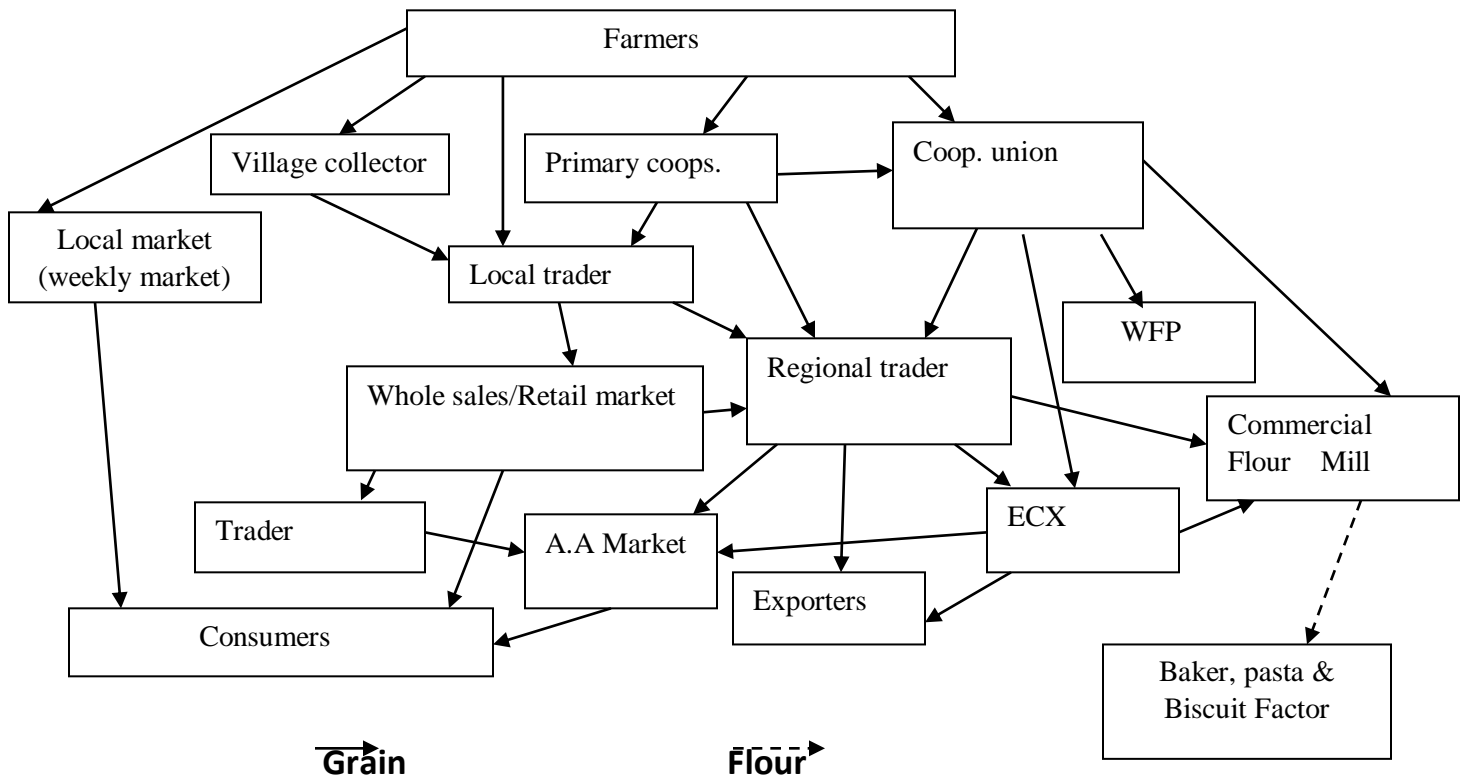 Farmers
Village collector
Primary coops.
Coop. union
Local market
(weekly market)
Local trader
WFP
Regional trader
Whole sales/Retail market
Commercial
Flour Mill
Trader
A.A Market
ECX
Exporters
Consumers
Baker, pasta &
Biscuit Factor
Grain
Flour